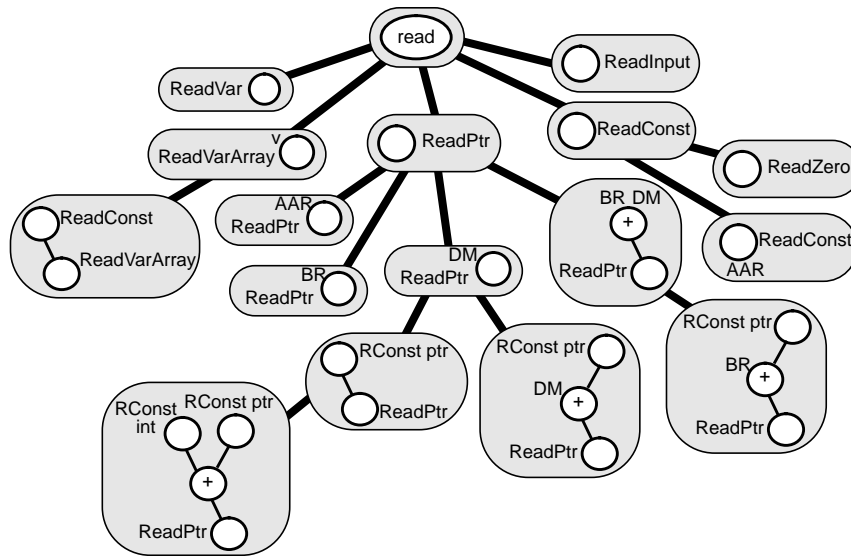 read
ReadInput
ReadVar
ReadConst
v
ReadVarArray
ReadPtr
ReadZero
AAR
ReadPtr
BR DM
+
ReadPtr
ReadConst
ReadVarArray
ReadConst
AAR
DM
ReadPtr
BR
ReadPtr
RConst ptr
BR
+
ReadPtr
RConst ptr
ReadPtr
RConst ptr
DM
+
ReadPtr
RConst ptr
RConst
int
+
ReadPtr